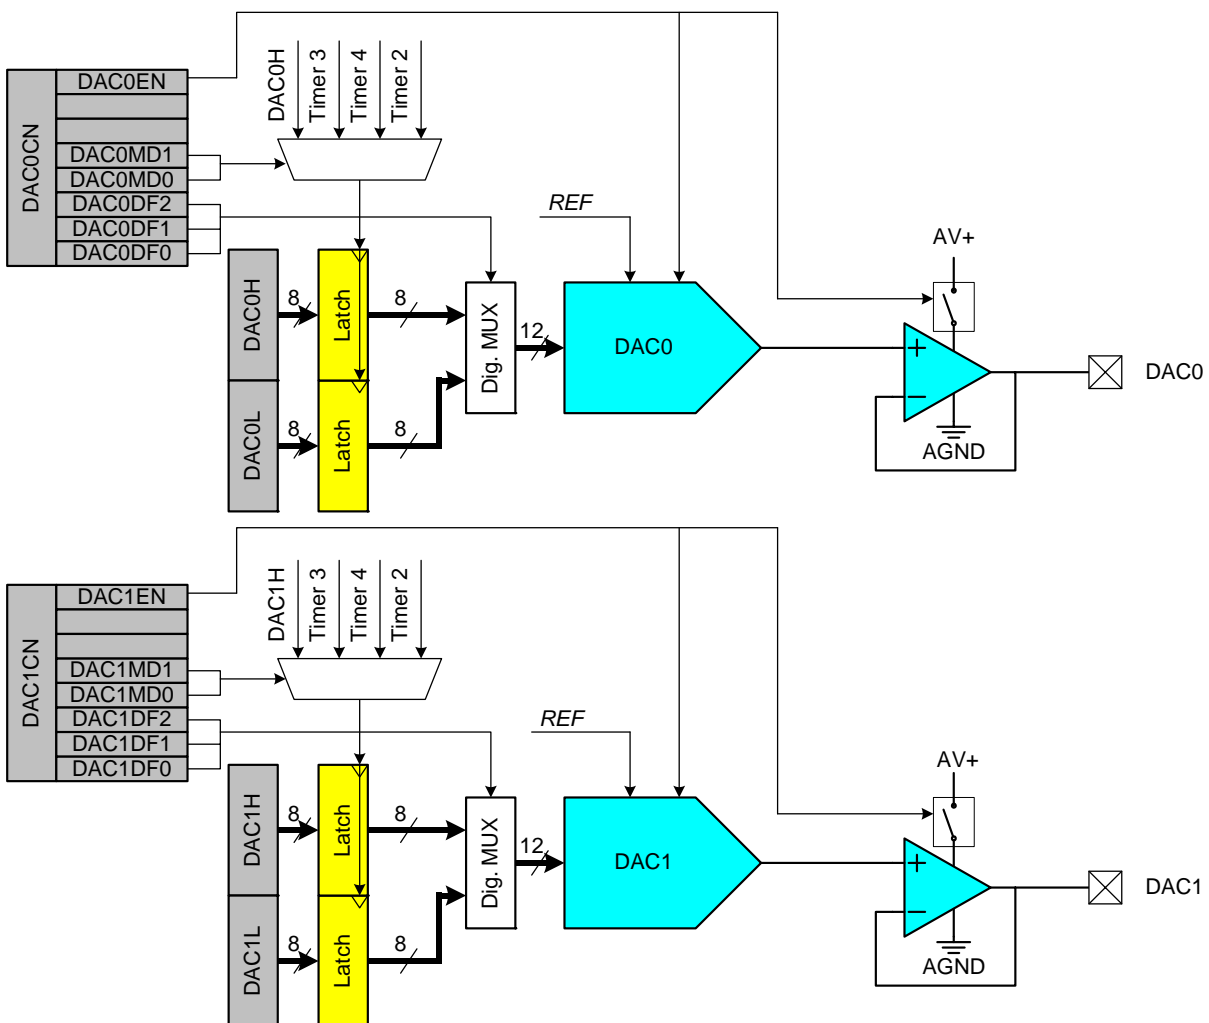 DAC0EN
DAC0CN
DAC0MD1
DAC0MD0
DAC0DF2
DAC0DF1
DAC0DF0
DAC0H
Timer 3
Timer 4
Timer 2
REF
AV+
DAC0H
8
Latch
8
Dig. MUX
12
DAC0
+
−
DAC0
AGND
DAC0L
8
Latch
8
DAC1EN
DAC1CN
DAC1MD1
DAC1MD0
DAC1DF2
DAC1DF1
DAC1DF0
DAC1H
Timer 3
Timer 4
Timer 2
REF
AV+
DAC1H
8
Latch
8
Dig. MUX
12
DAC1
+
−
DAC1
AGND
DAC1L
8
Latch
8